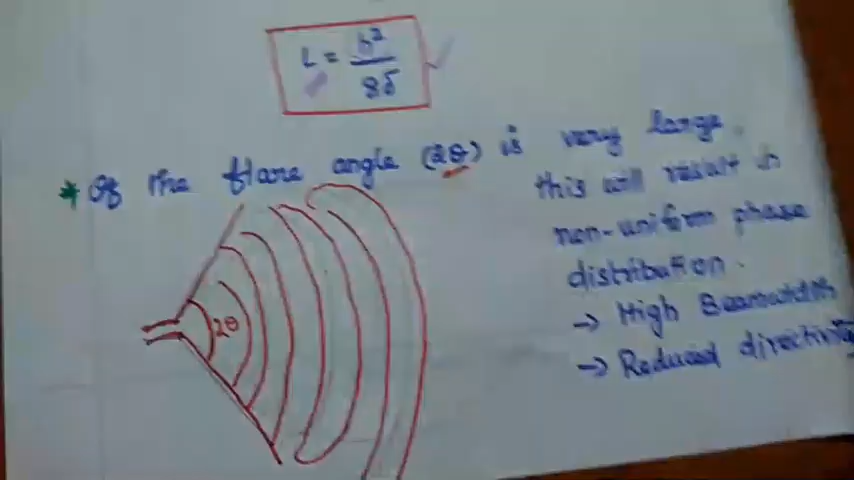 L = h²/8δ
* If the flare angle (2θ) is very large,
this will result in
non-uniform phase
distribution.
→ High Beamwidth
→ Reduced directivity
2θ